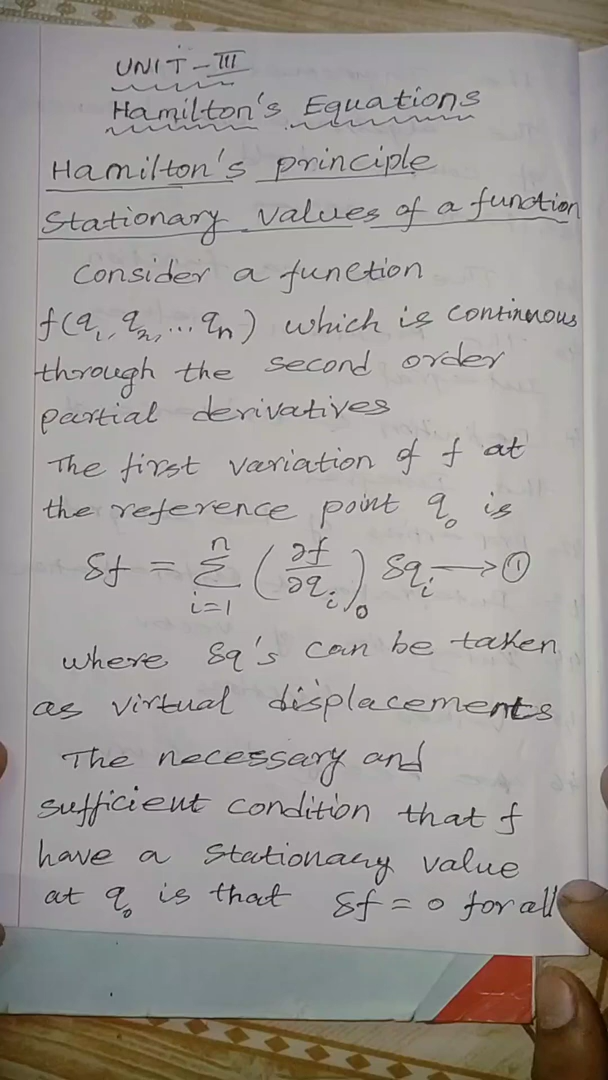 UNIT-III
Hamilton's Equations
Hamilton's principle
Stationary values of a function
Consider a function
f(q₁, q₂, ... qₙ) which is continuous
through the second order
partial derivatives
The first variation of f at
the reference point q₀ is
δf = Σⁿᵢ₌₁ (∂f/∂qᵢ)₀ δqᵢ → ①
where δq's can be taken
as virtual displacements
The necessary and
sufficient condition that f
have a stationary value
at q₀ is that δf = 0 for all